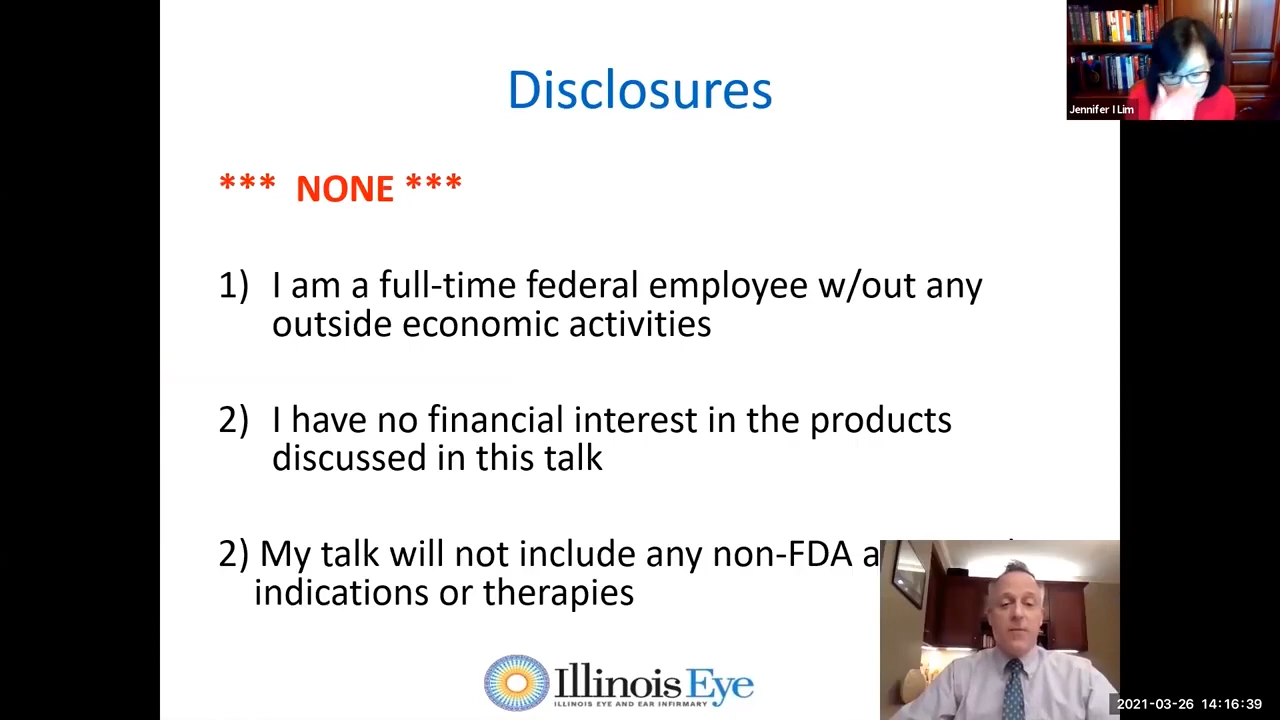 Disclosures
*** NONE ***
1) I am a full-time federal employee w/out any
outside economic activities
2) I have no financial interest in the products
discussed in this talk
2) My talk will not include any non-FDA
indications or therapies
Illinois Eye
ILLINOIS EYE AND EAR INFIRMARY
Jennifer I Lim
2021-03-26 14:16:39